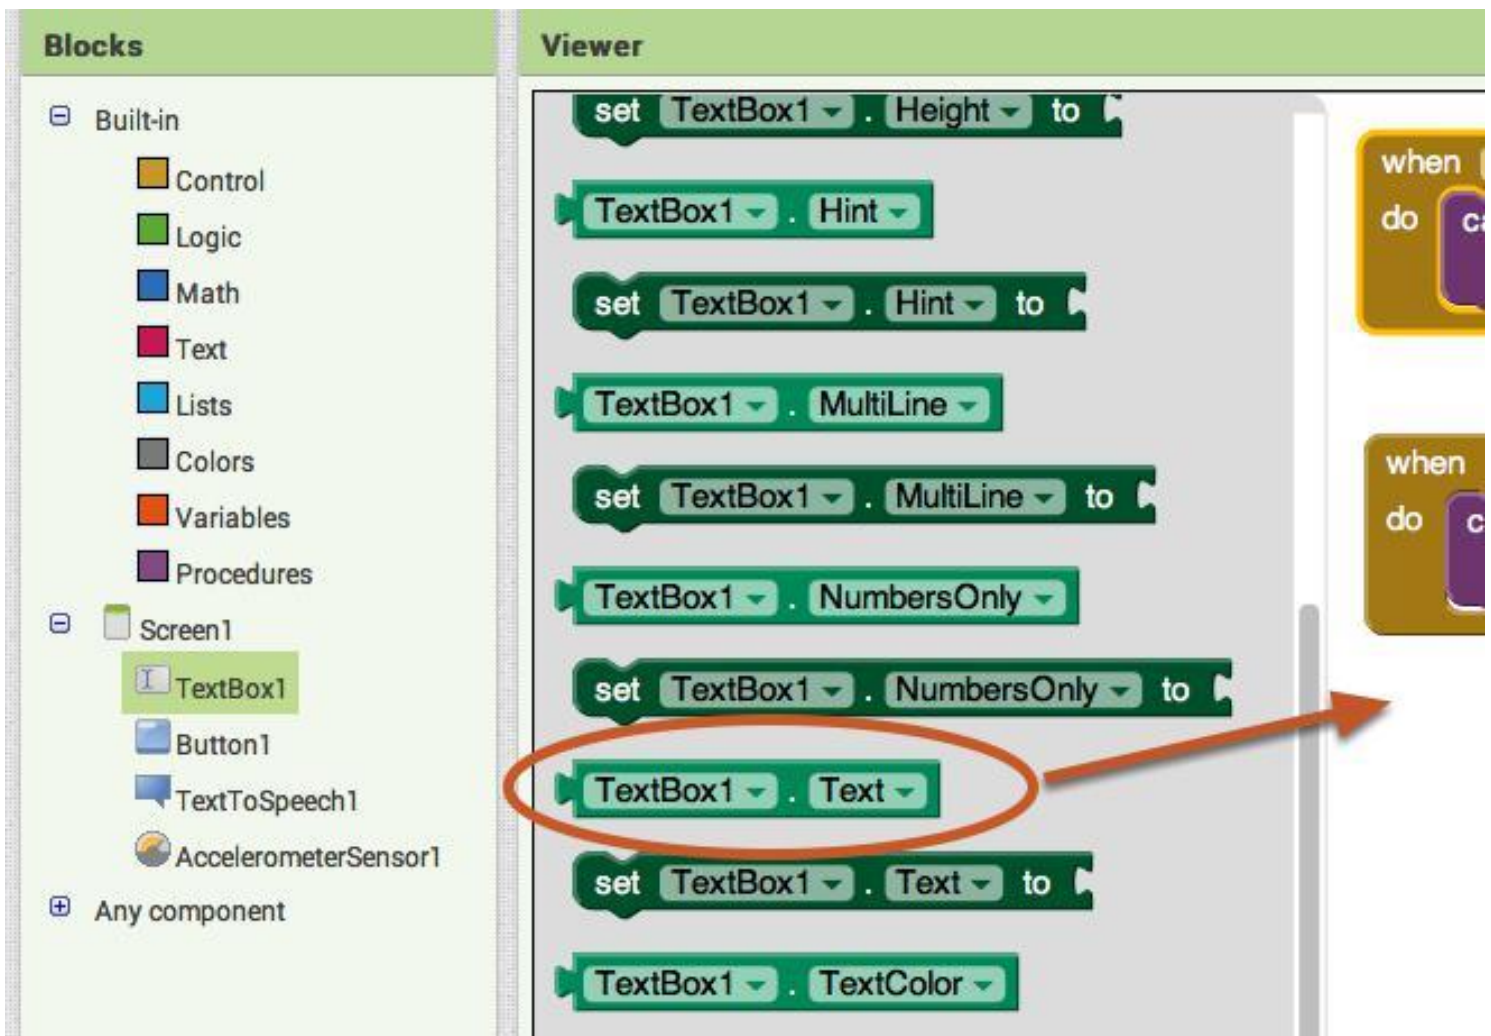 Blocks
Built-in
Control
Logic
Math
Text
Lists
Colors
Variables
Procedures
Screen1
TextBox1
Button1
TextToSpeech1
AccelerometerSensor1
Any component
Viewer
set TextBox1 . Height to
TextBox1 . Hint
set TextBox1 . Hint to
TextBox1 . MultiLine
set TextBox1 . MultiLine to
TextBox1 . NumbersOnly
set TextBox1 . NumbersOnly to
TextBox1 . Text
set TextBox1 . Text to
TextBox1 . TextColor
when
do
when
do